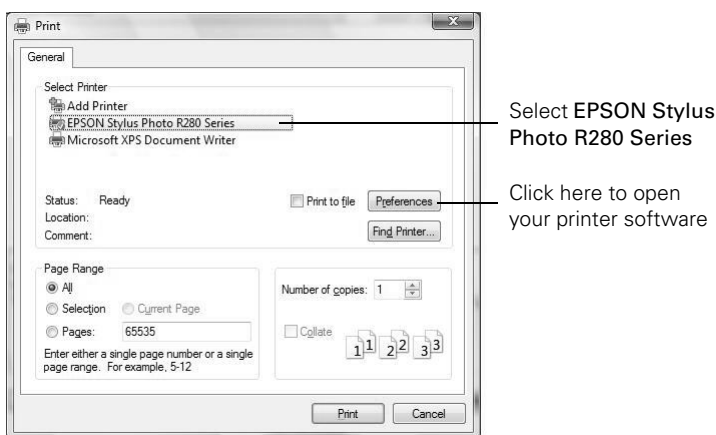 Print
General
Select Printer
Add Printer
EPSON Stylus Photo R280 Series
Microsoft XPS Document Writer
Status: Ready
Print to file
Preferences
Location:
Comment:
Find Printer...
Page Range
All
Selection
Current Page
Pages: 65535
Enter either a single page number or a single
page range. For example, 5-12
Number of copies: 1
Collate
1 1 2 2 3 3
Print
Cancel
Select EPSON Stylus
Photo R280 Series
Click here to open
your printer software